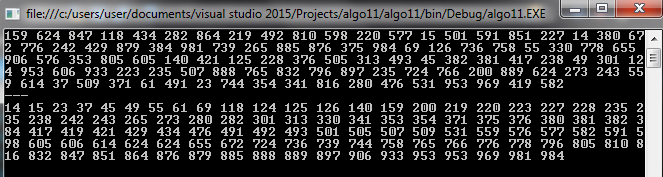 file:///c:/users/user/documents/visual studio 2015/Projects/algo11/algo11/bin/Debug/algo11.EXE
159 624 847 118 434 282 864 219 492 810 598 220 577 15 501 591 851 227 14 380 67
2 776 242 429 879 384 981 739 265 885 876 375 984 69 126 736 758 55 330 778 655
906 576 353 805 605 140 421 125 228 376 505 313 493 45 382 381 417 238 49 301 12
4 953 606 933 223 235 507 888 765 832 796 897 235 724 766 200 889 624 273 243 55
9 614 37 509 371 61 491 23 744 354 341 816 280 476 531 953 969 419 582
---
14 15 23 37 45 49 55 61 69 118 124 125 126 140 159 200 219 220 223 227 228 235 2
35 238 242 243 265 273 280 282 301 313 330 341 353 354 371 375 376 380 381 382 3
84 417 419 421 429 434 476 491 492 493 501 505 507 509 531 559 576 577 582 591 5
98 605 606 614 624 624 655 672 724 736 739 744 758 765 766 776 778 796 805 810 8
16 832 847 851 864 876 879 885 888 889 897 906 933 953 953 969 981 984